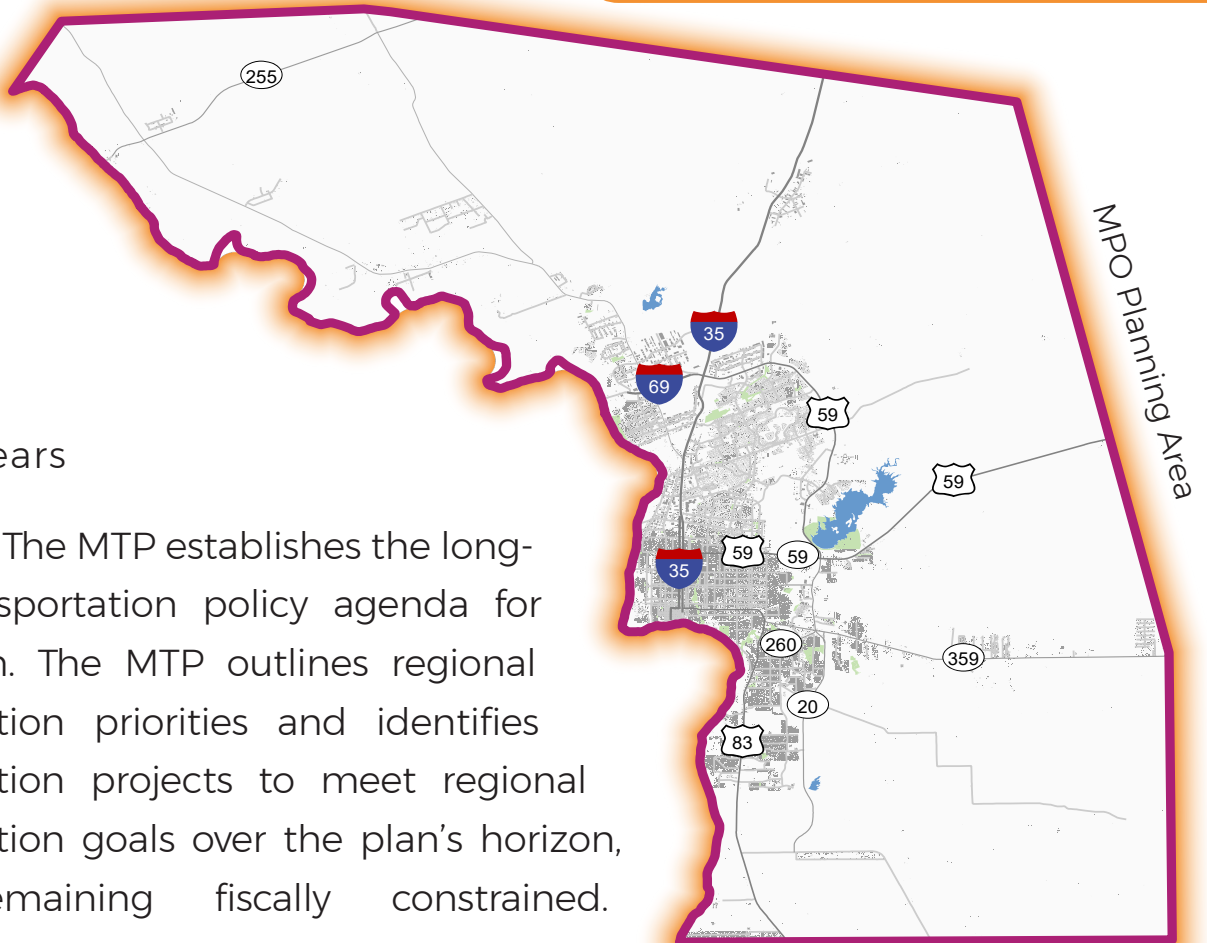 255
MPO Planning Area
35
69
59
59
ears
The MTP establishes the long-
59
59
35
sportation policy agenda for
n. The MTP outlines regional
260
359
tion priorities and identifies
20
83
tion projects to meet regional
tion goals over the plan's horizon,
emaining fiscally constrained.